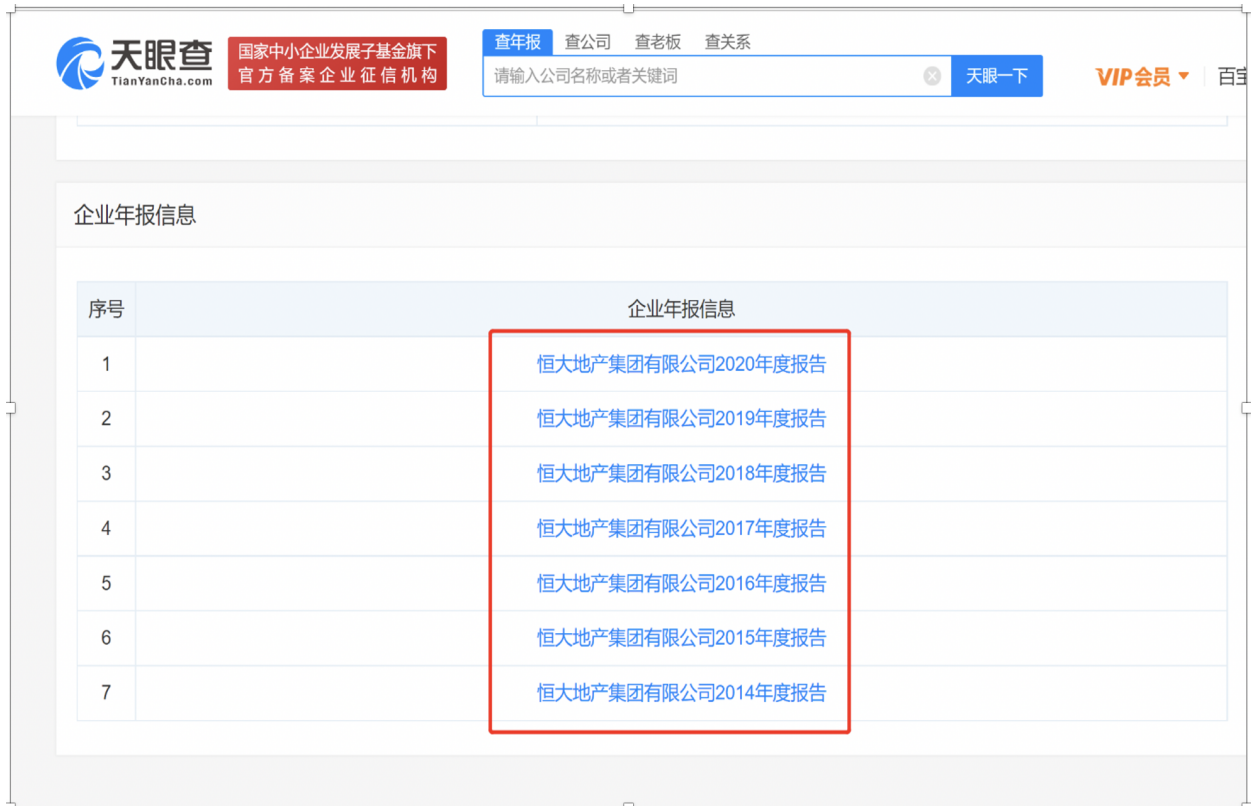 天眼查
TianYanCha.com
国家中小企业发展子基金旗下
官方备案企业征信机构
查年报 查公司 查老板 查关系
请输入公司名称或者关键词
天眼一下
VIP会员
百宝
企业年报信息
序号 企业年报信息
1 恒大地产集团有限公司2020年度报告
2 恒大地产集团有限公司2019年度报告
3 恒大地产集团有限公司2018年度报告
4 恒大地产集团有限公司2017年度报告
5 恒大地产集团有限公司2016年度报告
6 恒大地产集团有限公司2015年度报告
7 恒大地产集团有限公司2014年度报告